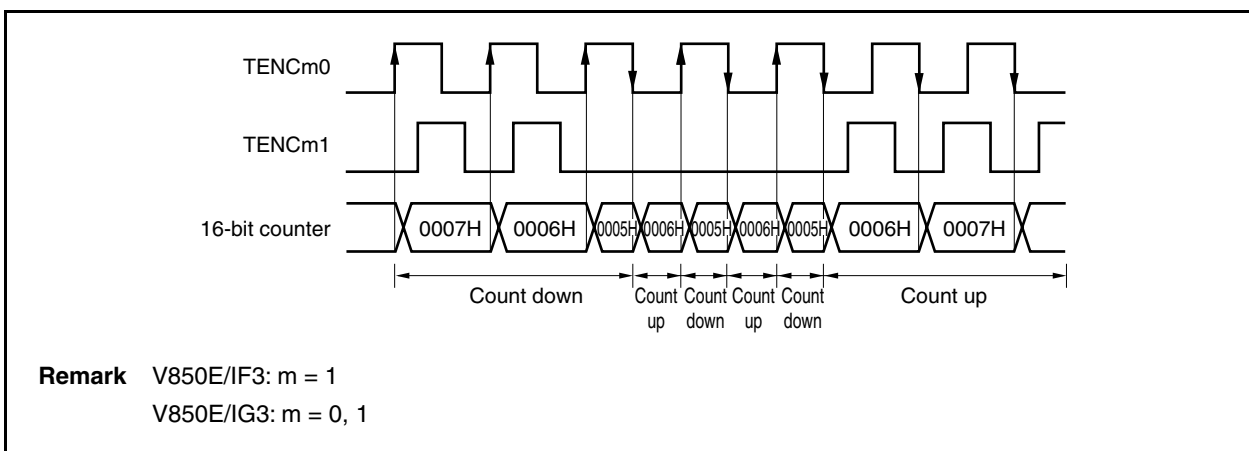 TENCm0
TENCm1
16-bit counter
0007H 0006H 0005H 0006H 0005H 0006H 0005H 0006H 0007H
Count down Count up Count down Count up Count down Count up
Remark V850E/IF3: m = 1
V850E/IG3: m = 0, 1